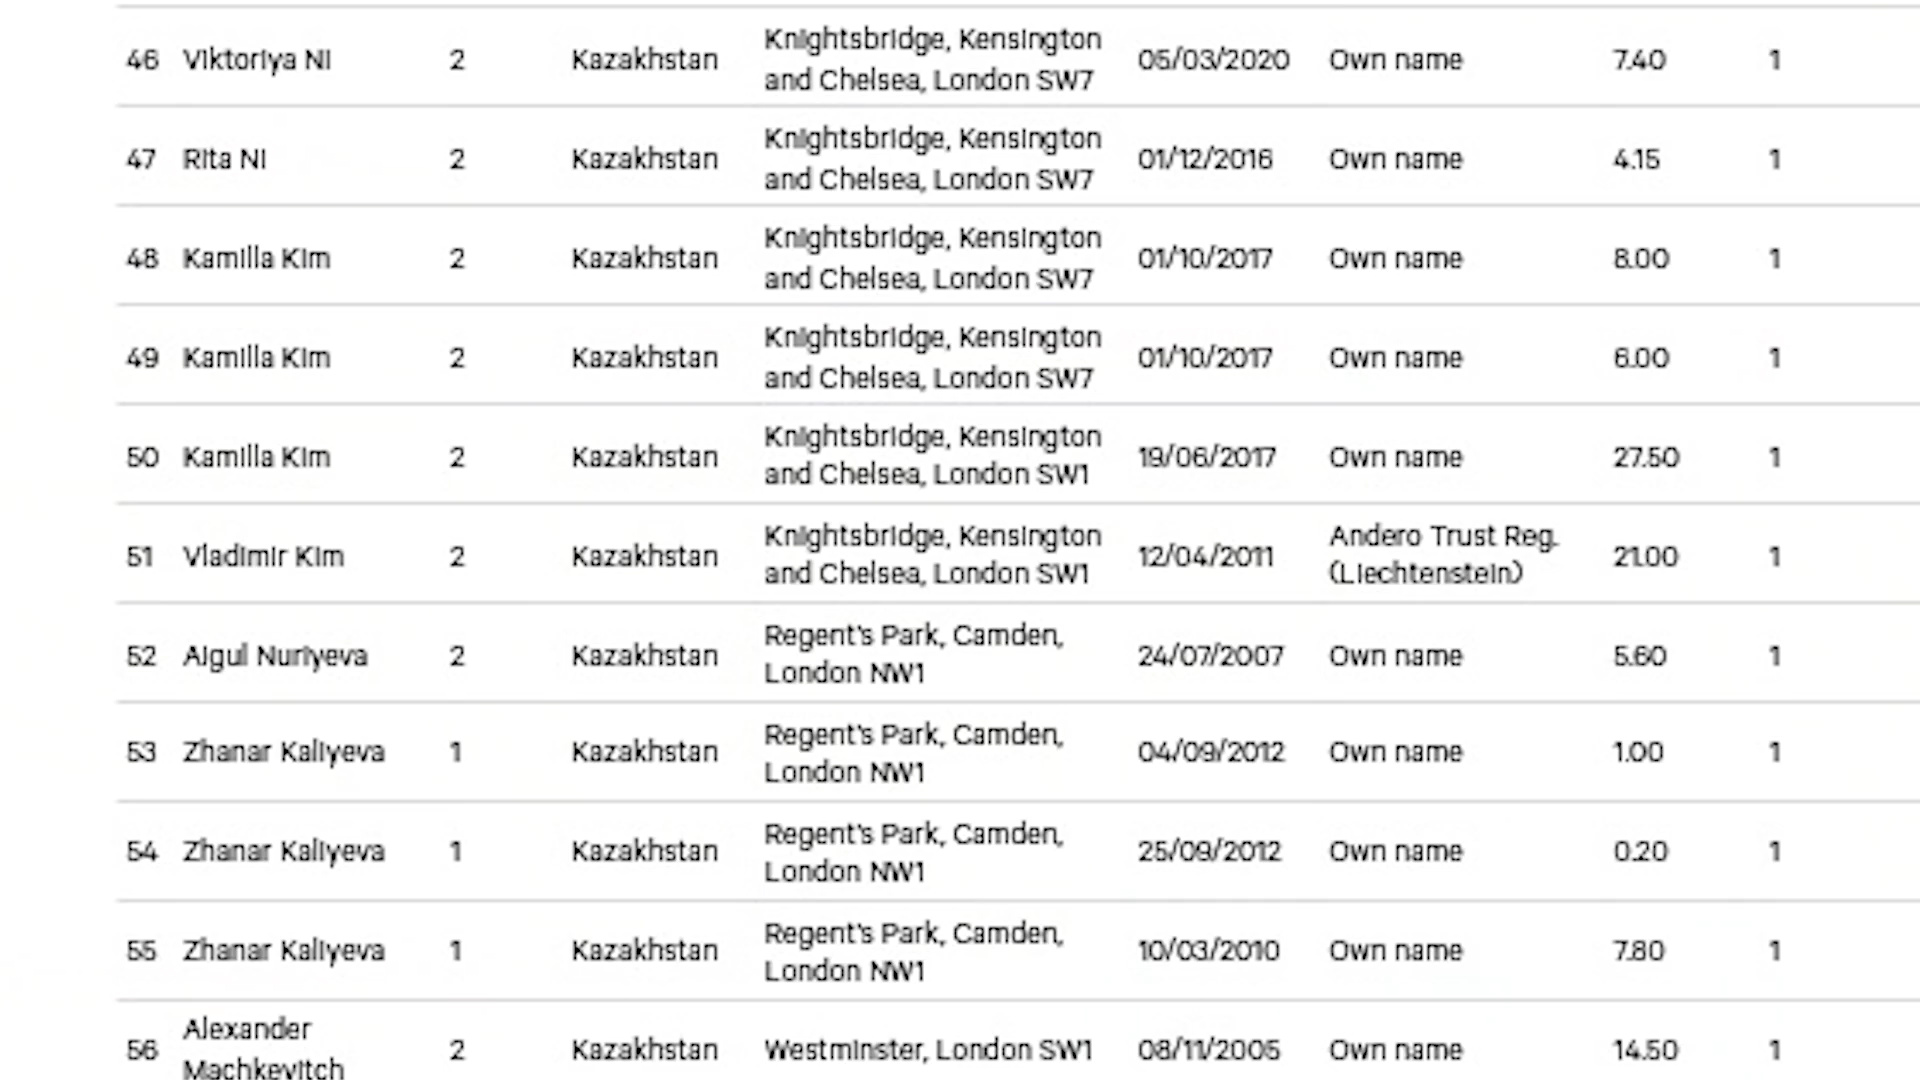 46 Viktoriya Ni 2 Kazakhstan Knightsbridge, Kensington and Chelsea, London SW7 05/03/2020 Own name 7.40 1
47 Rita Ni 2 Kazakhstan Knightsbridge, Kensington and Chelsea, London SW7 01/12/2016 Own name 4.15 1
48 Kamilla Kim 2 Kazakhstan Knightsbridge, Kensington and Chelsea, London SW7 01/10/2017 Own name 8.00 1
49 Kamilla Kim 2 Kazakhstan Knightsbridge, Kensington and Chelsea, London SW7 01/10/2017 Own name 6.00 1
50 Kamilla Kim 2 Kazakhstan Knightsbridge, Kensington and Chelsea, London SW1 19/06/2017 Own name 27.50 1
51 Vladimir Kim 2 Kazakhstan Knightsbridge, Kensington and Chelsea, London SW1 12/04/2011 Andero Trust Reg. (Liechtenstein) 21.00 1
52 Aigul Nuriyeva 2 Kazakhstan Regent's Park, Camden, London NW1 24/07/2007 Own name 5.60 1
53 Zhanar Kaliyeva 1 Kazakhstan Regent's Park, Camden, London NW1 04/09/2012 Own name 1.00 1
54 Zhanar Kaliyeva 1 Kazakhstan Regent's Park, Camden, London NW1 25/09/2012 Own name 0.20 1
55 Zhanar Kaliyeva 1 Kazakhstan Regent's Park, Camden, London NW1 10/03/2010 Own name 7.80 1
56 Alexander Machkevitch 2 Kazakhstan Westminster, London SW1 08/11/2005 Own name 14.50 1